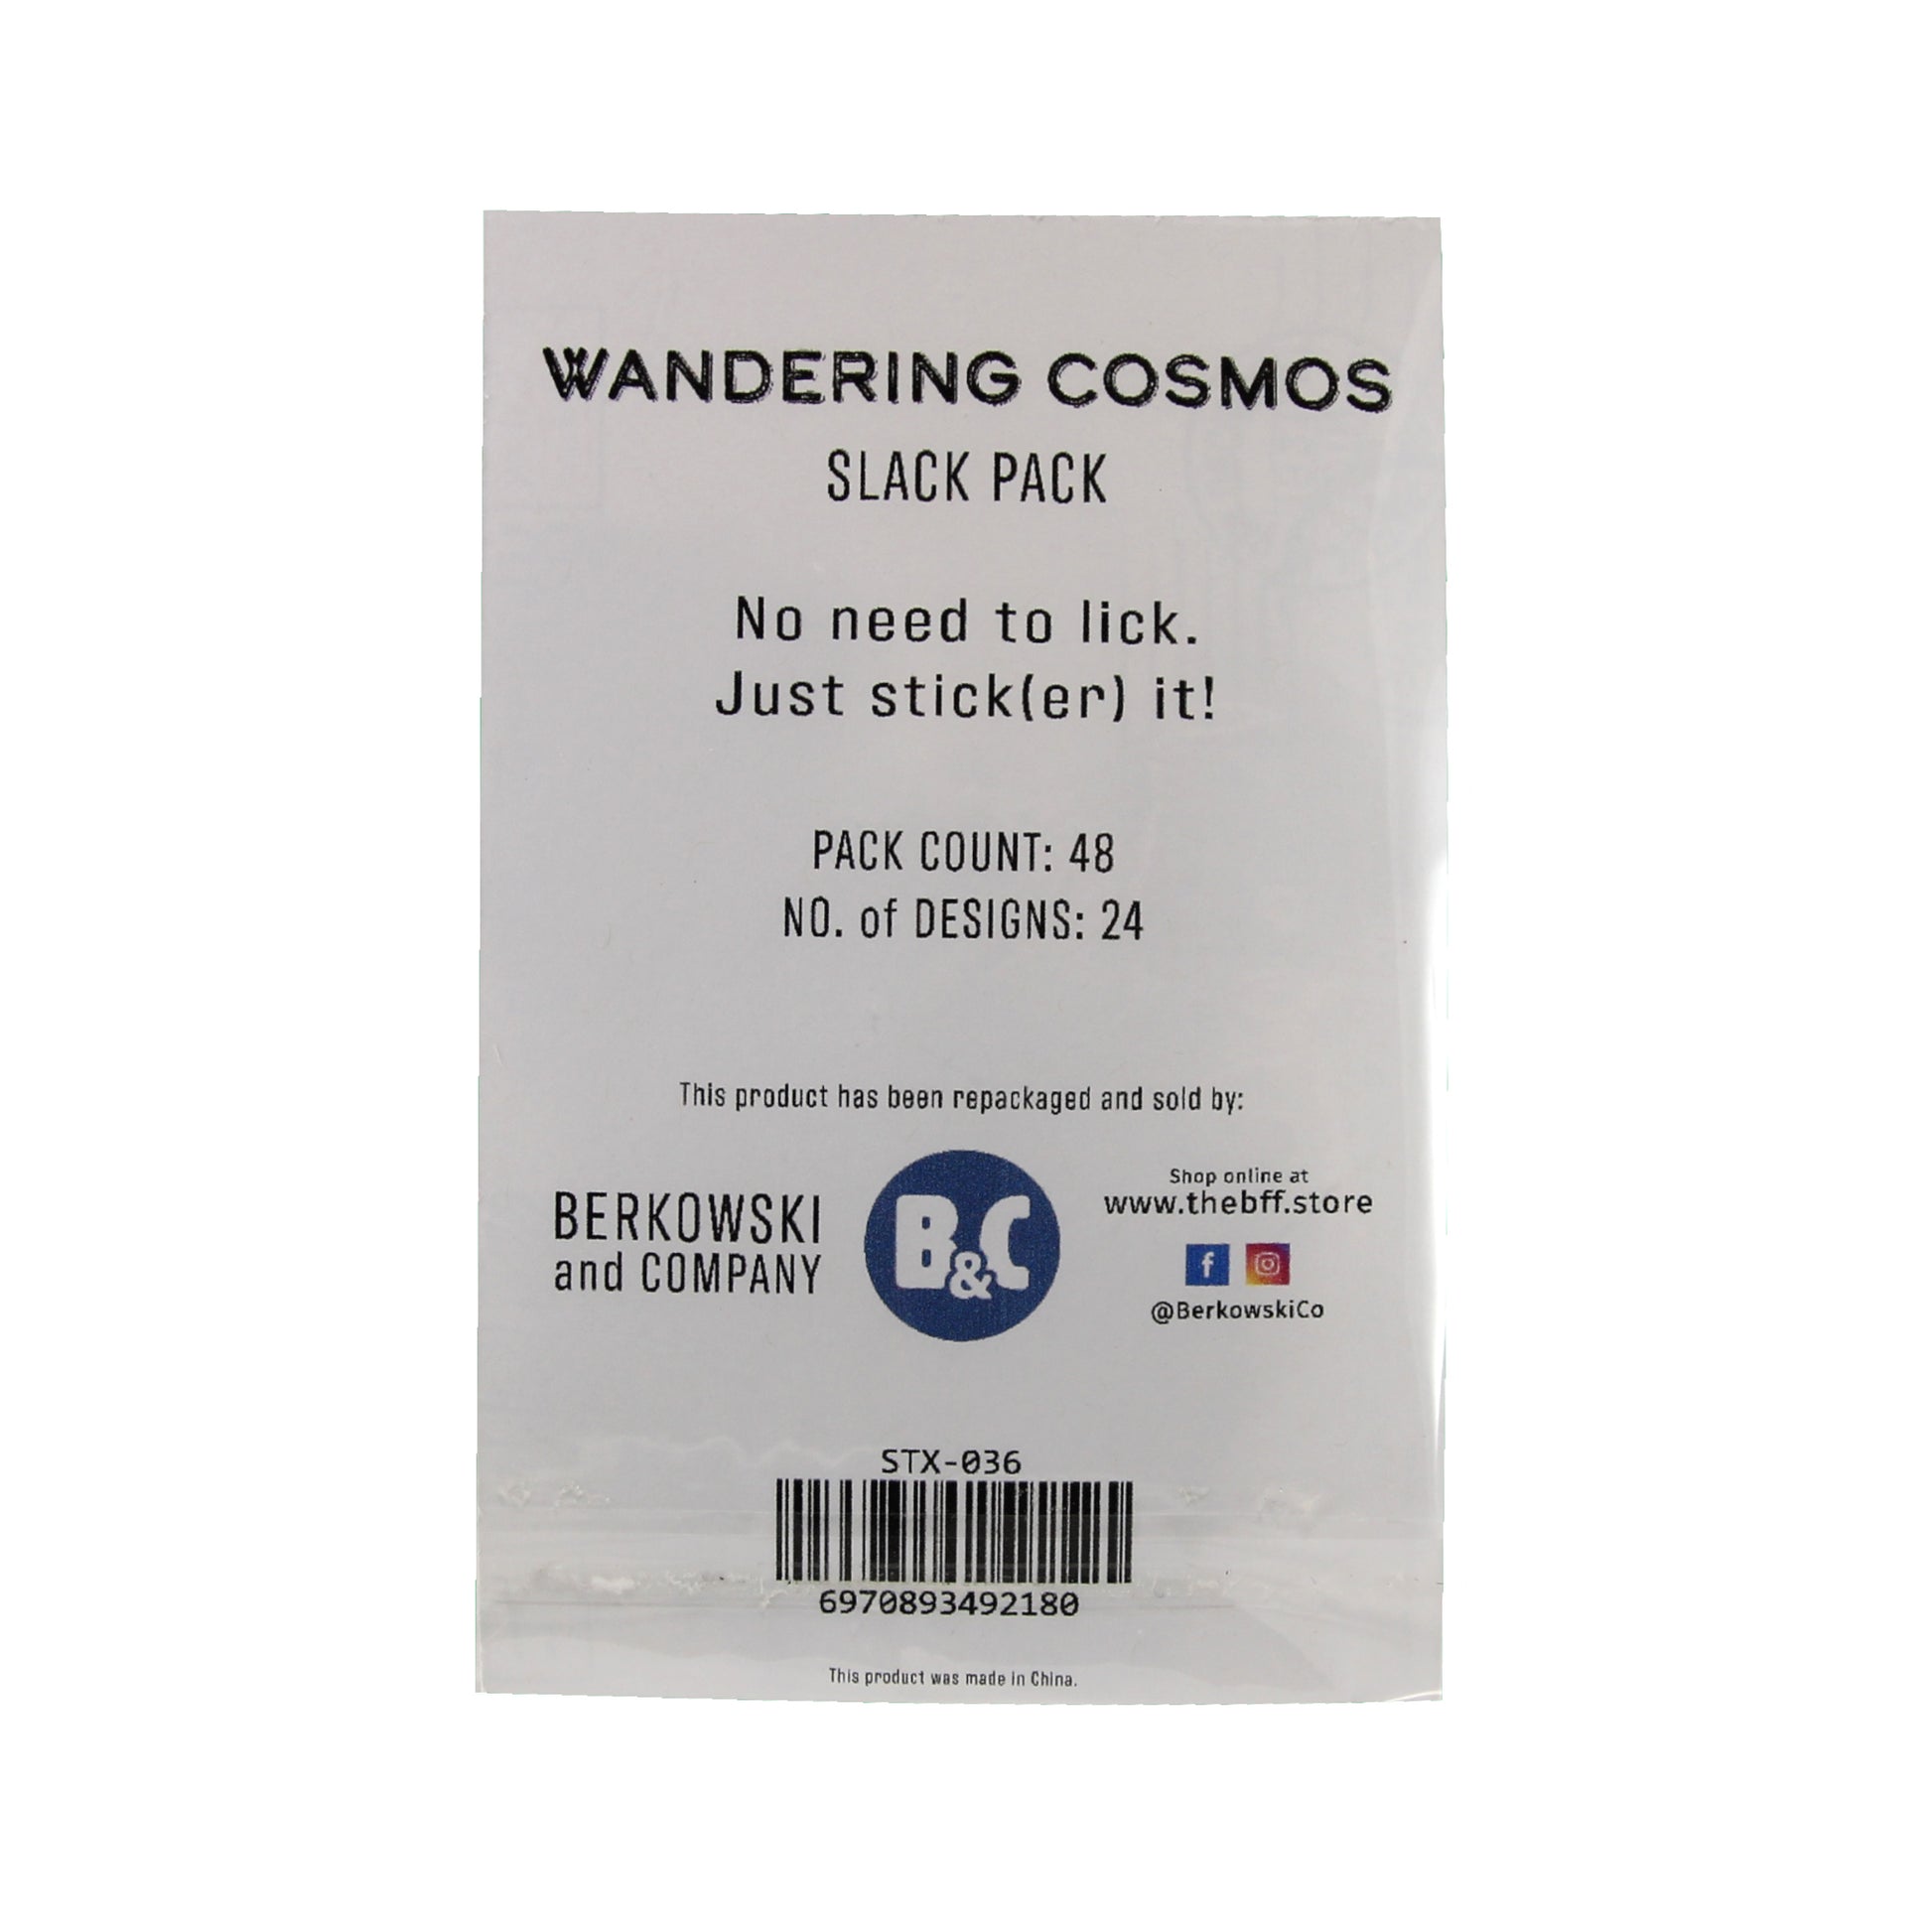 WANDERING COSMOS
SLACK PACK
No need to lick.
Just stick(er) it!
PACK COUNT: 48
NO. of DESIGNS: 24
This product has been repackaged and sold by:
BERKOWSKI
and COMPANY
B&C
Shop online at
www.thebff.store
@BerkowskiCo
STX-036
6970893492180
This product was made in China.